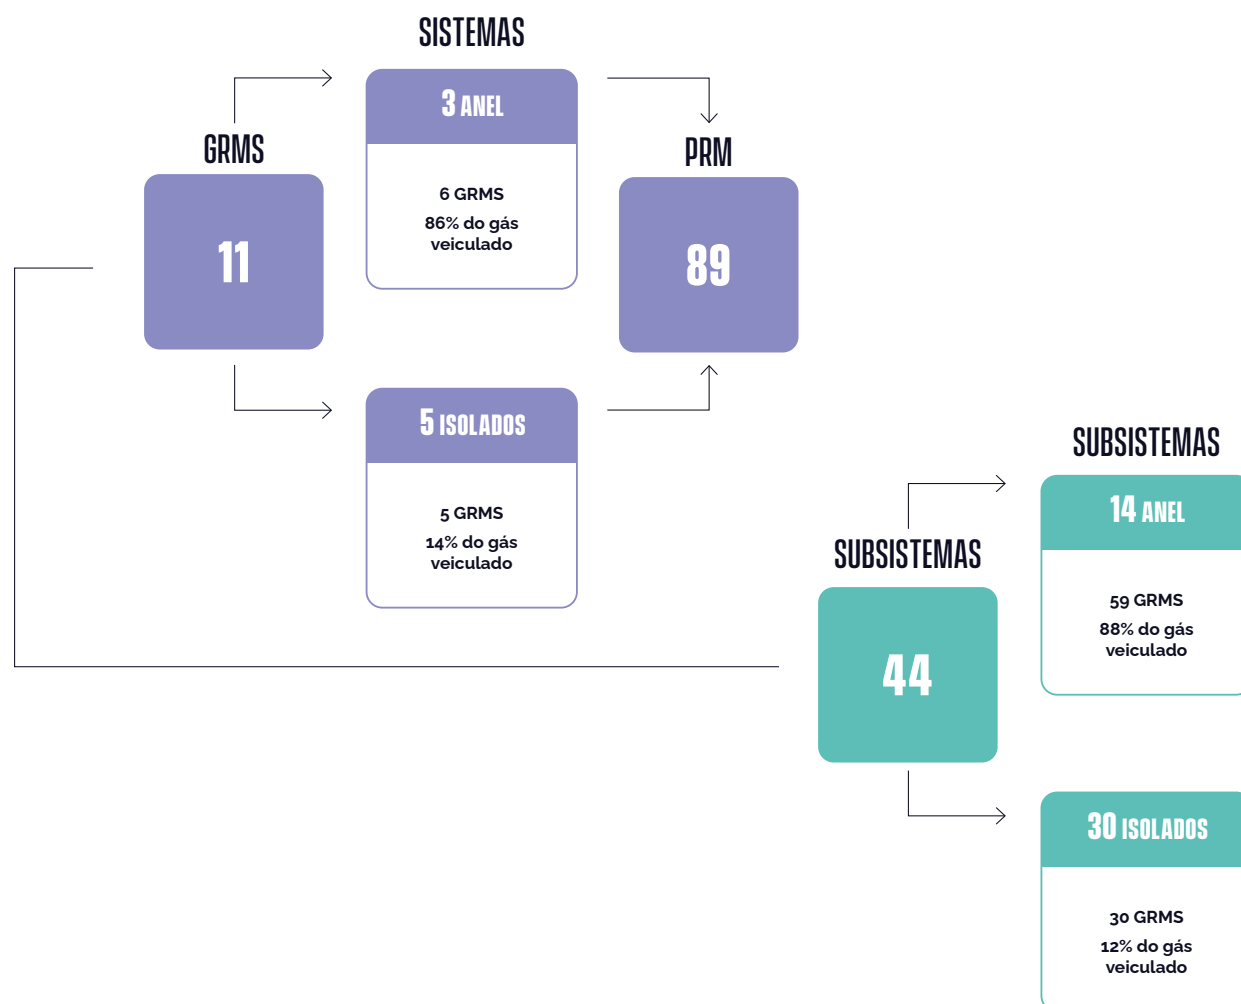 SISTEMAS
3 ANEL
6 GRMS
86% do gás
veiculado
GRMS
11
PRM
89
5 ISOLADOS
5 GRMS
14% do gás
veiculado
SUBSISTEMAS
44
SUBSISTEMAS
14 ANEL
59 GRMS
88% do gás
veiculado
30 ISOLADOS
30 GRMS
12% do gás
veiculado